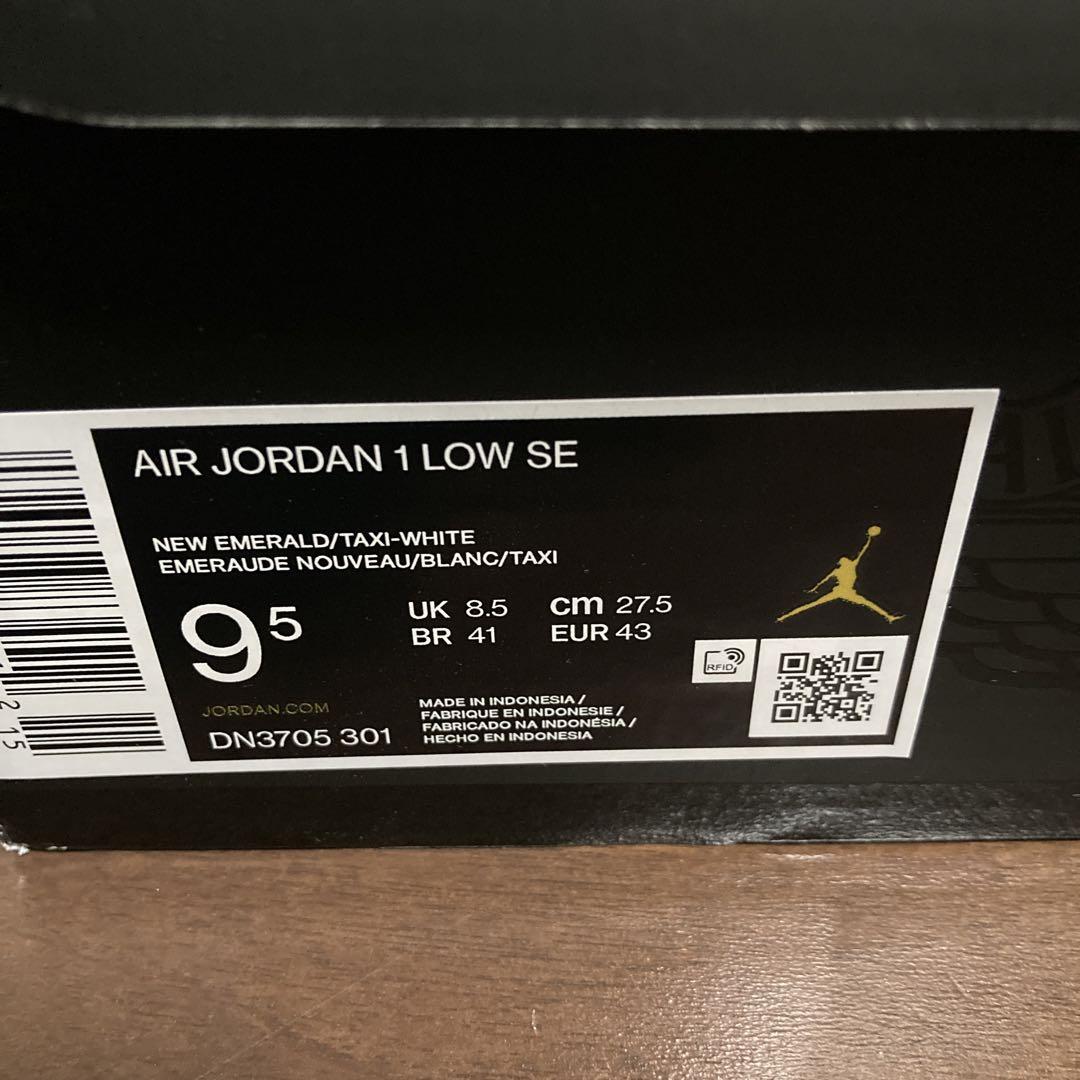 AIR JORDAN 1 LOW SE
NEW EMERALD/TAXI-WHITE
EMERAUDE NOUVEAU/BLANC/TAXI
9⁵
UK 8.5 cm 27.5
BR 41 EUR 43
RFID
JORDAN.COM
DN3705 301
MADE IN INDONESIA /
FABRIQUE EN INDONESIE /
FABRICADO NA INDONÉSIA /
HECHO EN INDONESIA
2 15